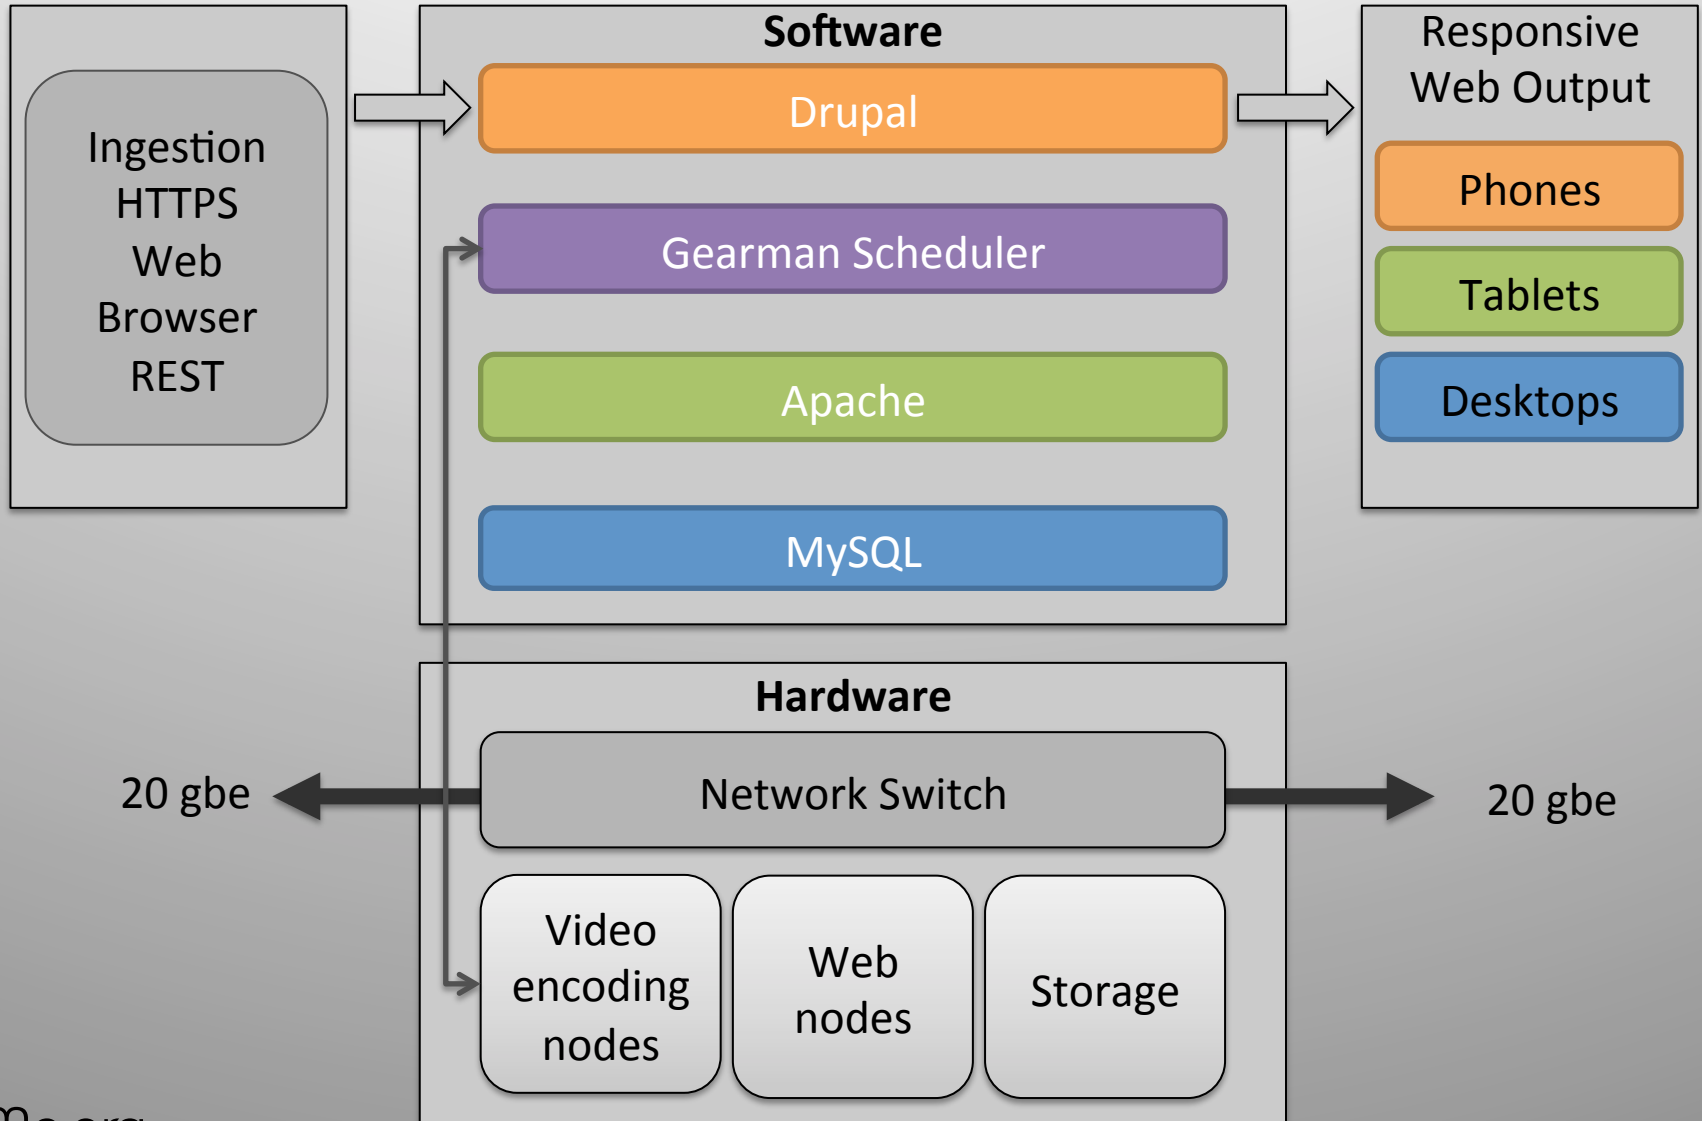 Ingestion
HTTPS
Web
Browser
REST
Software
Drupal
Gearman Scheduler
Apache
MySQL
Responsive
Web Output
Phones
Tablets
Desktops
Hardware
20 gbe
Network Switch
20 gbe
Video
encoding
nodes
Web
nodes
Storage